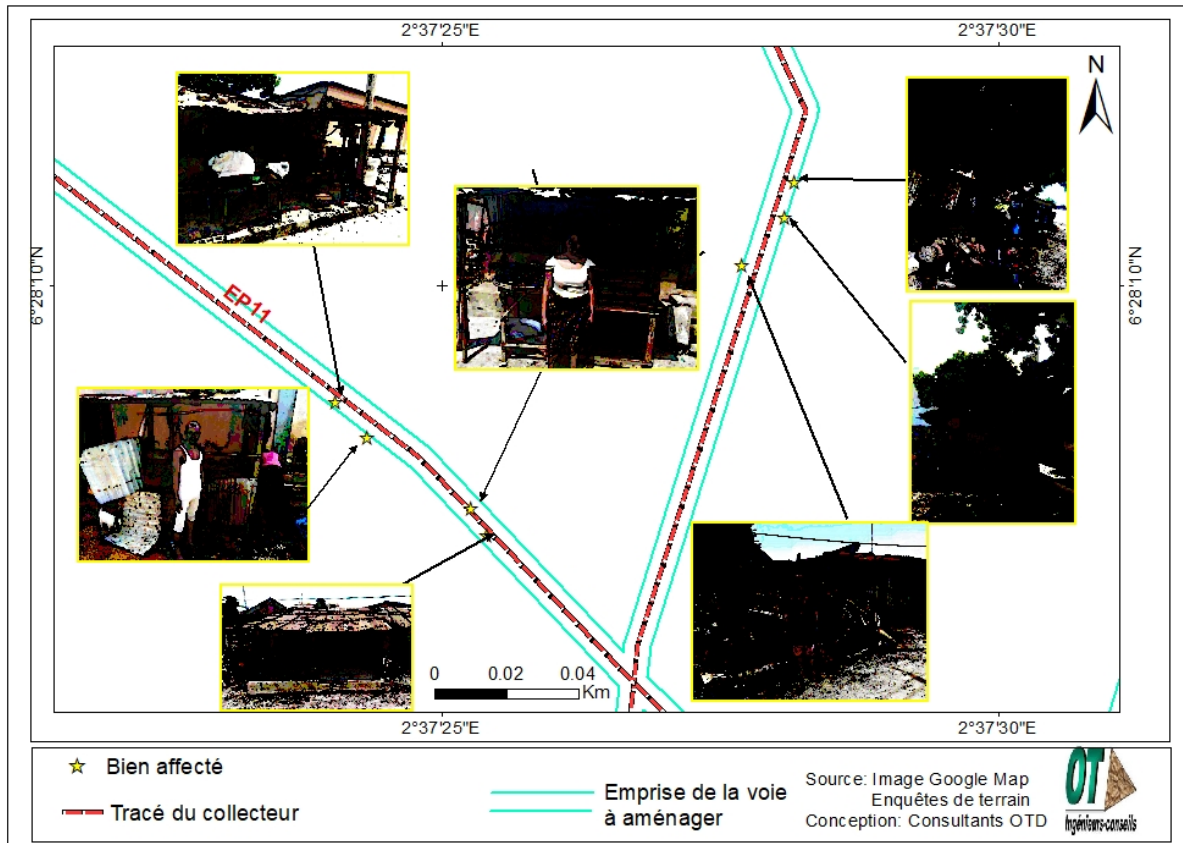 2°37'25"E
2°37'30"E
N
6°28'10"N
6°28'10"N
EP11
0 0.02 0.04
Km
2°37'25"E
2°37'30"E
Bien affecté
Tracé du collecteur
Emprise de la voie
à aménager
Source: Image Google Map
Enquêtes de terrain
Conception: Consultants OTD
OT
Ingénieurs-conseils